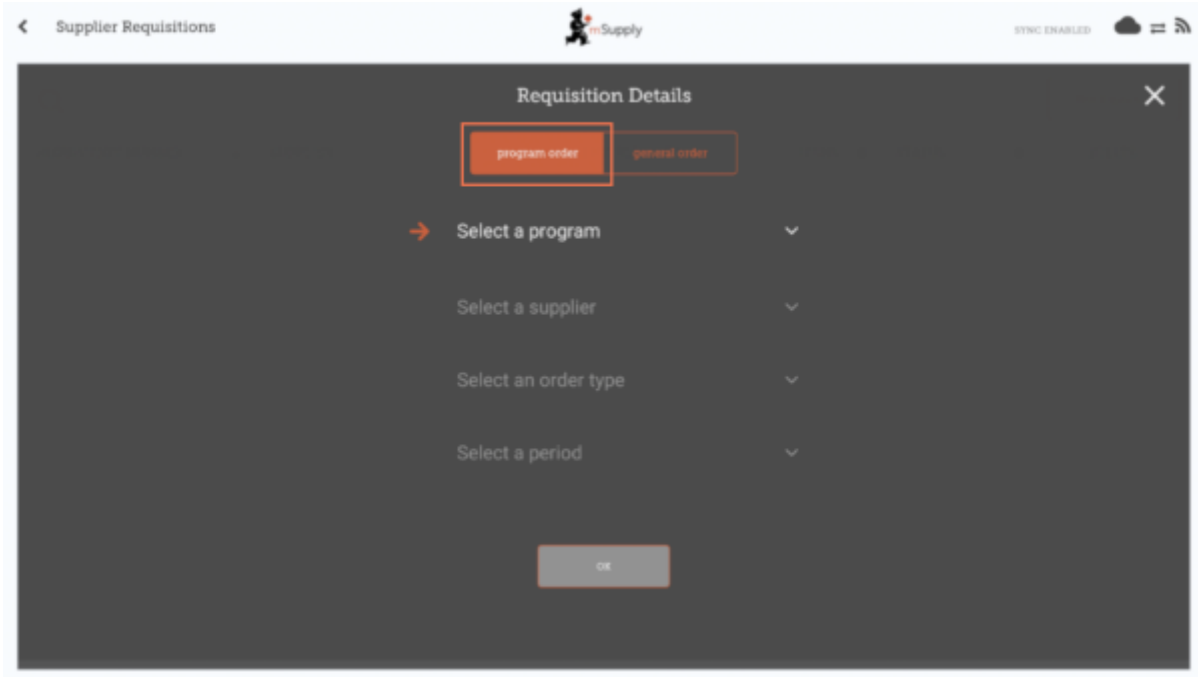 Supplier Requisitions
mSupply
SYNC ENABLED
Requisition Details
program order
general order
Select a program
Select a supplier
Select an order type
Select a period
OK